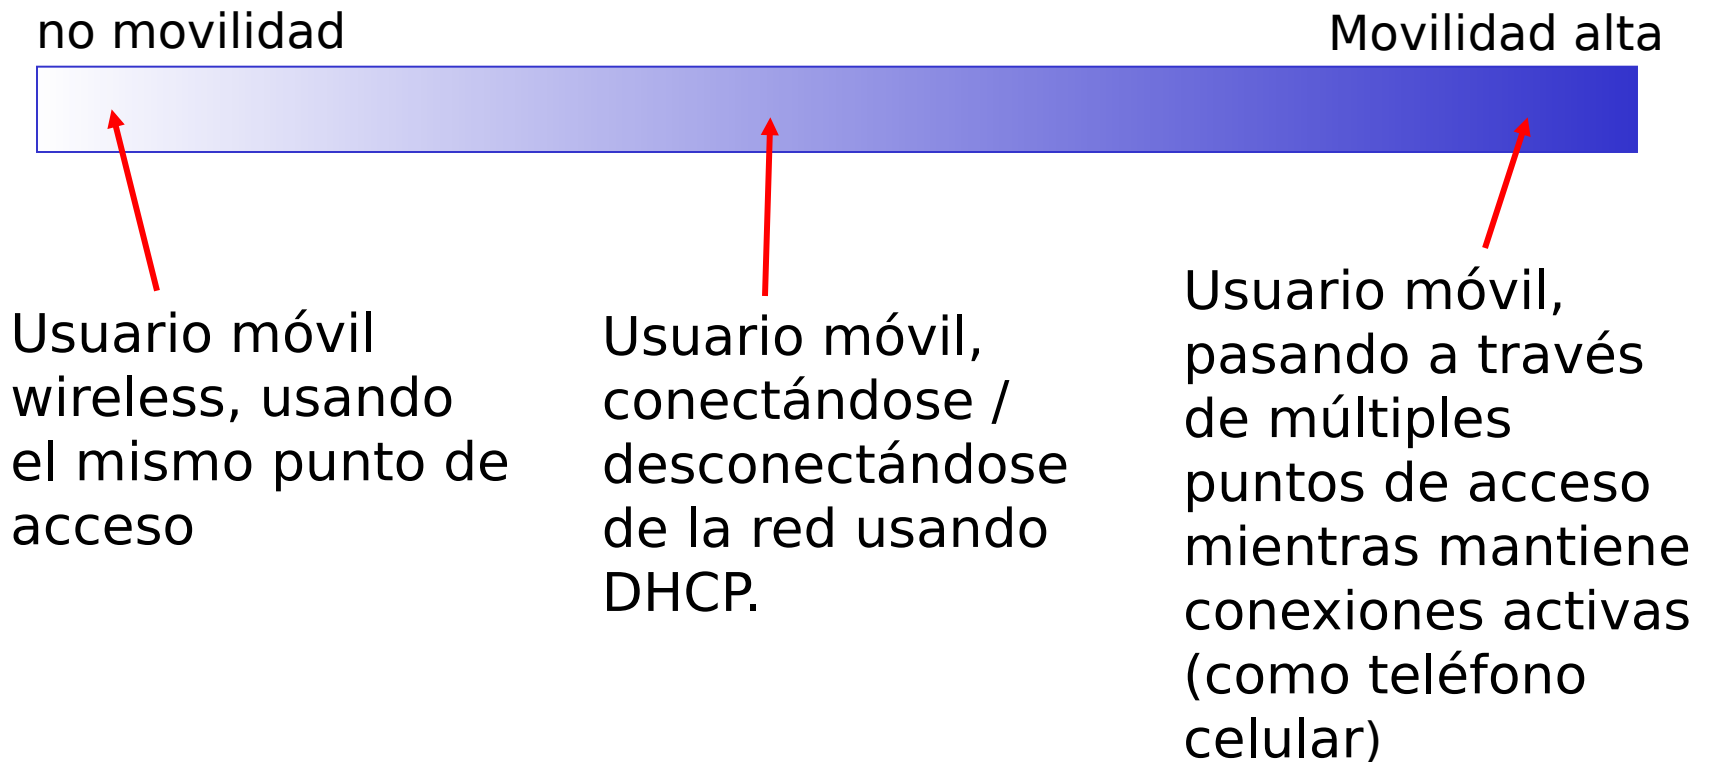 no movilidad
Movilidad alta
Usuario móvil
wireless, usando
el mismo punto de
acceso
Usuario móvil,
conectándose /
desconectándose
de la red usando
DHCP.
Usuario móvil,
pasando a través
de múltiples
puntos de acceso
mientras mantiene
conexiones activas
(como teléfono
celular)